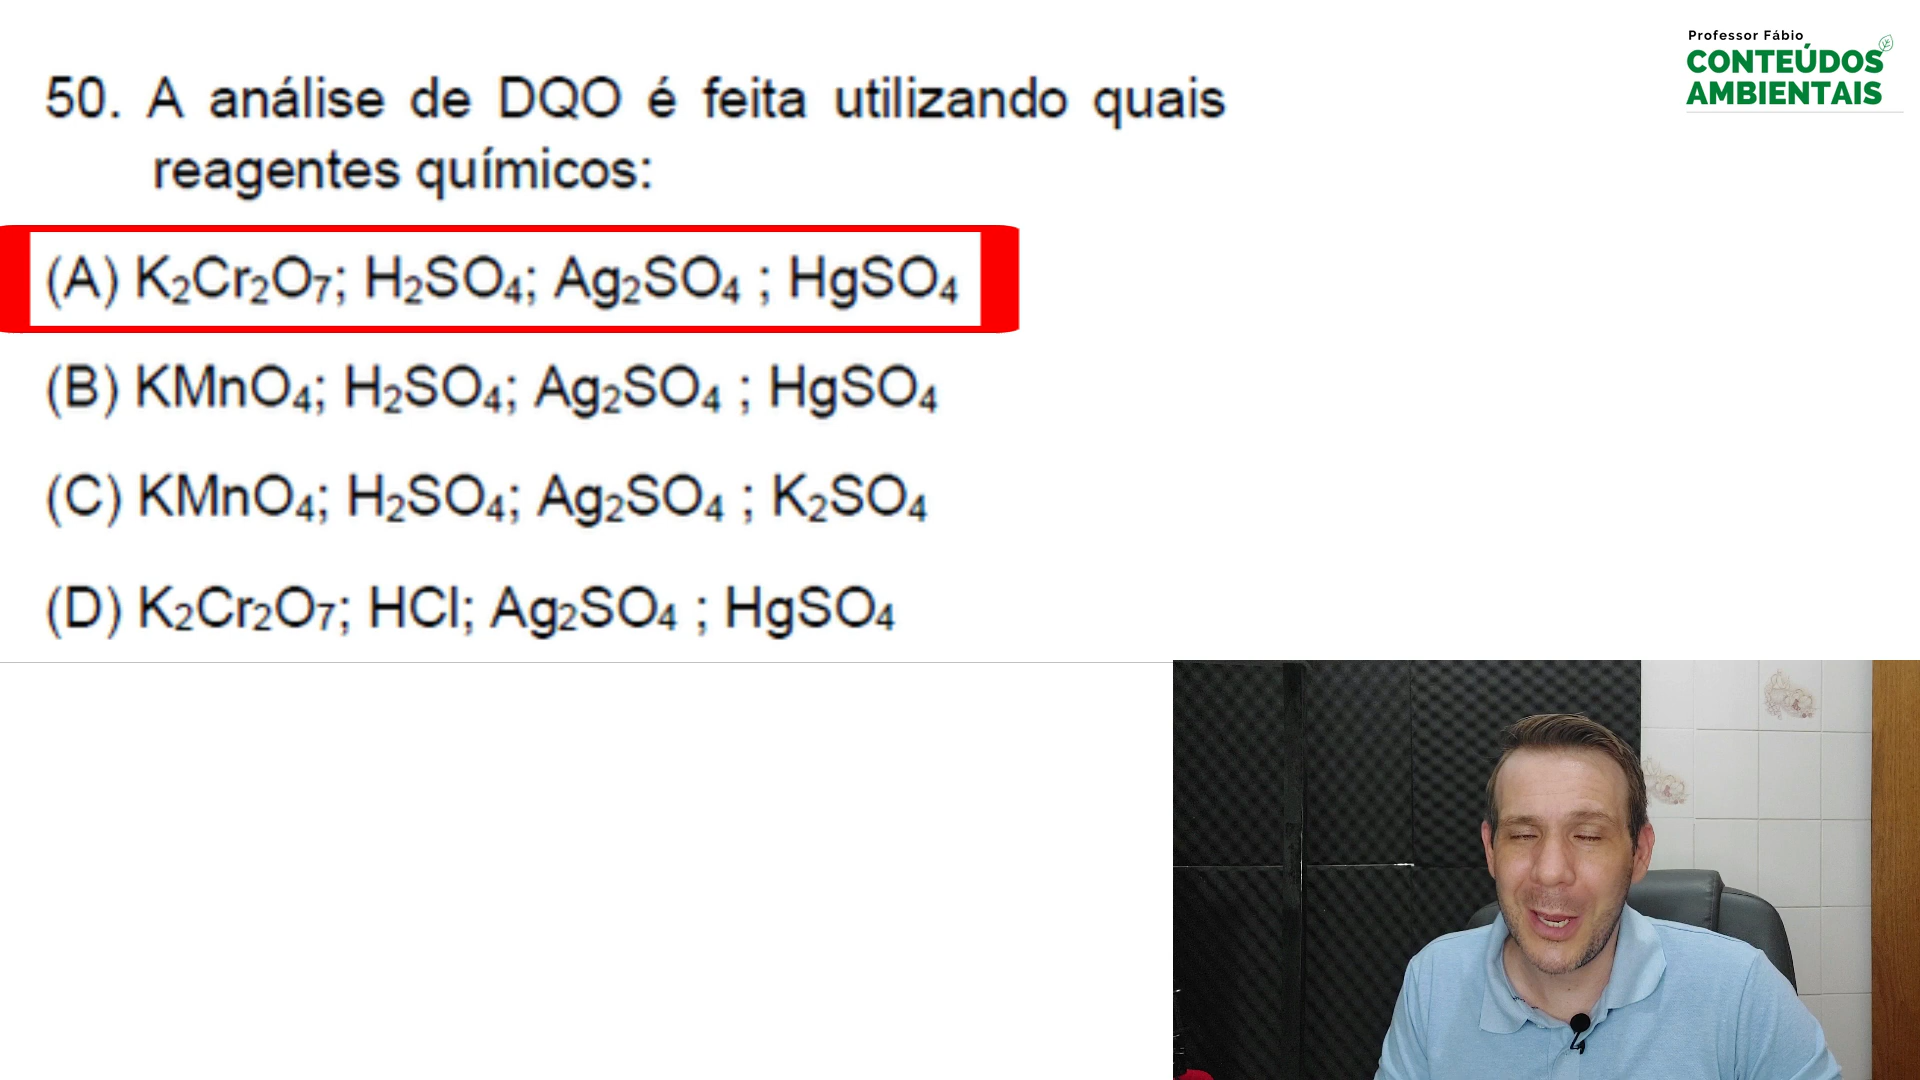 Professor Fábio
CONTEÚDOS
AMBIENTAIS
50. A análise de DQO é feita utilizando quais
reagentes químicos:
(A) K₂Cr₂O₇; H₂SO₄; Ag₂SO₄ ; HgSO₄
(B) KMnO₄; H₂SO₄; Ag₂SO₄ ; HgSO₄
(C) KMnO₄; H₂SO₄; Ag₂SO₄ ; K₂SO₄
(D) K₂Cr₂O₇; HCl; Ag₂SO₄ ; HgSO₄